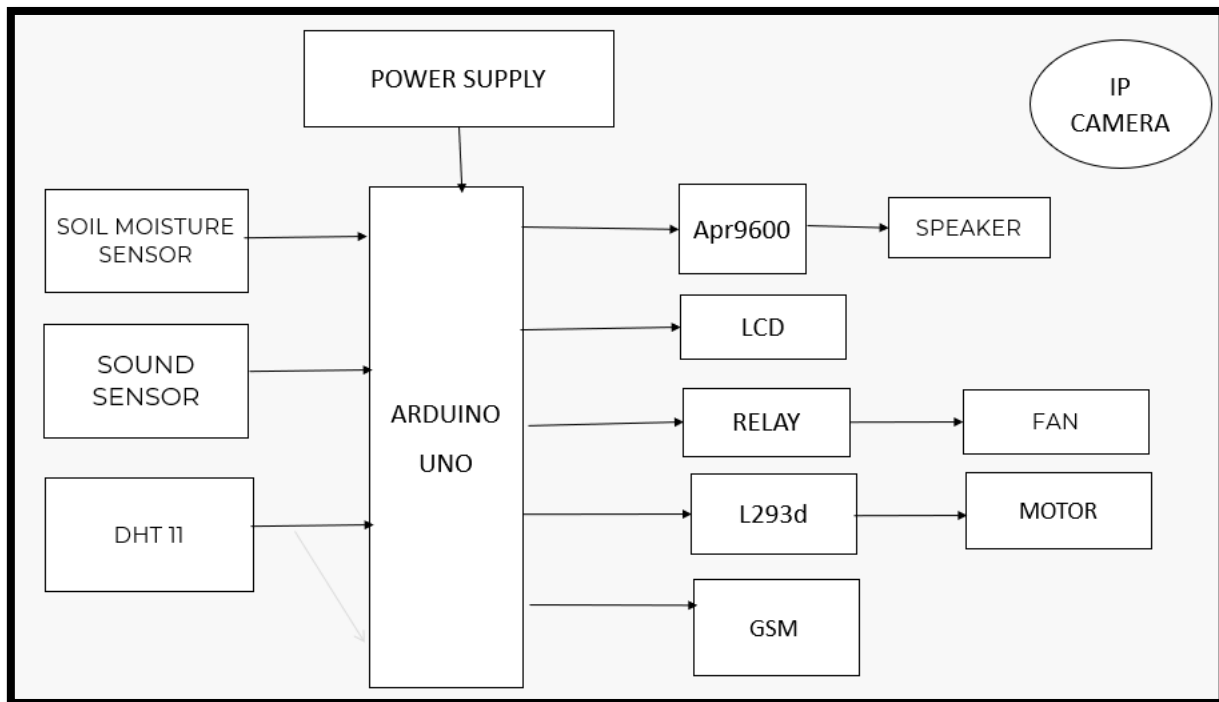 POWER SUPPLY
IP
CAMERA
SOIL MOISTURE
SENSOR
Apr9600
SPEAKER
SOUND
SENSOR
LCD
ARDUINO
UNO
RELAY
FAN
DHT 11
L293d
MOTOR
GSM